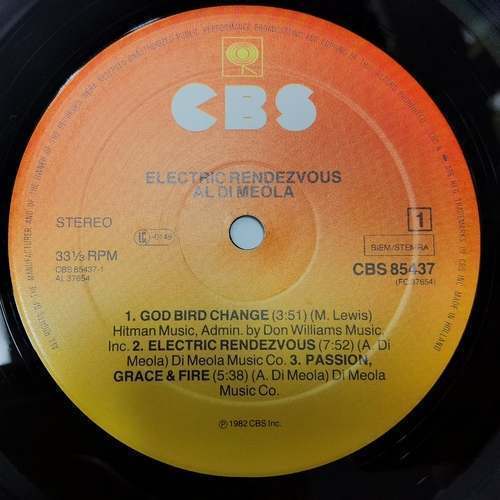 CBS
ELECTRIC RENDEZVOUS
AL DI MEOLA
STEREO
1
33⅓ RPM
BIEM/STEMRA
CBS 85437-1
AL 37654
CBS 85437
(FC 37654)
1. GOD BIRD CHANGE (3:51) (M. Lewis)
Hitman Music, Admin. by Don Williams Music.
Inc. 2. ELECTRIC RENDEZVOUS (7:52) (A. Di
Meola) Di Meola Music Co. 3. PASSION,
GRACE & FIRE (5:38) (A. Di Meola) Di Meola
Music Co.
℗ 1982 CBS Inc.